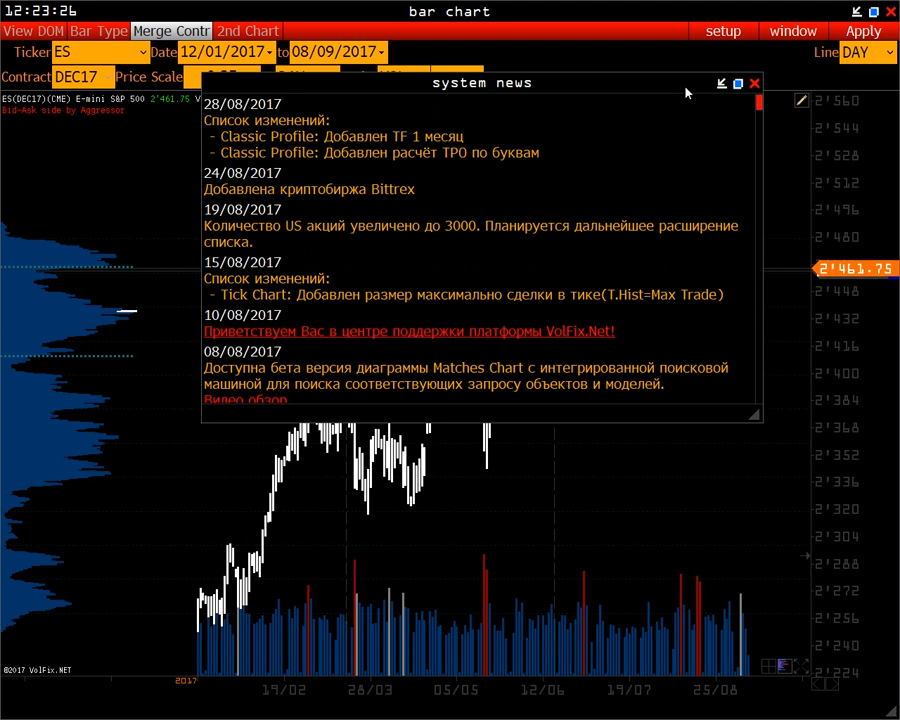 12:23:26
bar chart
View DOM Bar Type Merge Contr 2nd Chart setup window Apply
Ticker ES Date 12/01/2017 to 08/09/2017 Line DAY
Contract DEC17 Price Scale
system news
ES(DEC17)(CME) E-mini S&P 500 2'461.75 V
Bid-Ask side by Aggressor
28/08/2017
Список изменений:
- Classic Profile: Добавлен TF 1 месяц
- Classic Profile: Добавлен расчёт TPO по буквам
24/08/2017
Добавлена криптобиржа Bittrex
19/08/2017
Количество US акций увеличено до 3000. Планируется дальнейшее расширение
списка.
15/08/2017
Список изменений:
- Tick Chart: Добавлен размер максимально сделки в тике(T.Hist=Max Trade)
10/08/2017
Приветствуем Вас в центре поддержки платформы VolFix.Net!
08/08/2017
Доступна бета версия диаграммы Matches Chart с интегрированной поисковой
машиной для поиска соответствующих запросу объектов и моделей.
Видео обзор
2'560
2'544
2'528
2'512
2'496
2'480
2'461.75
2'448
2'432
2'416
2'400
2'384
2'368
2'352
2'336
2'320
2'304
2'288
2'272
2'256
2'240
2'224
©2017 VolFix.NET
2017
19/02 28/03 05/05 12/06 19/07 25/08